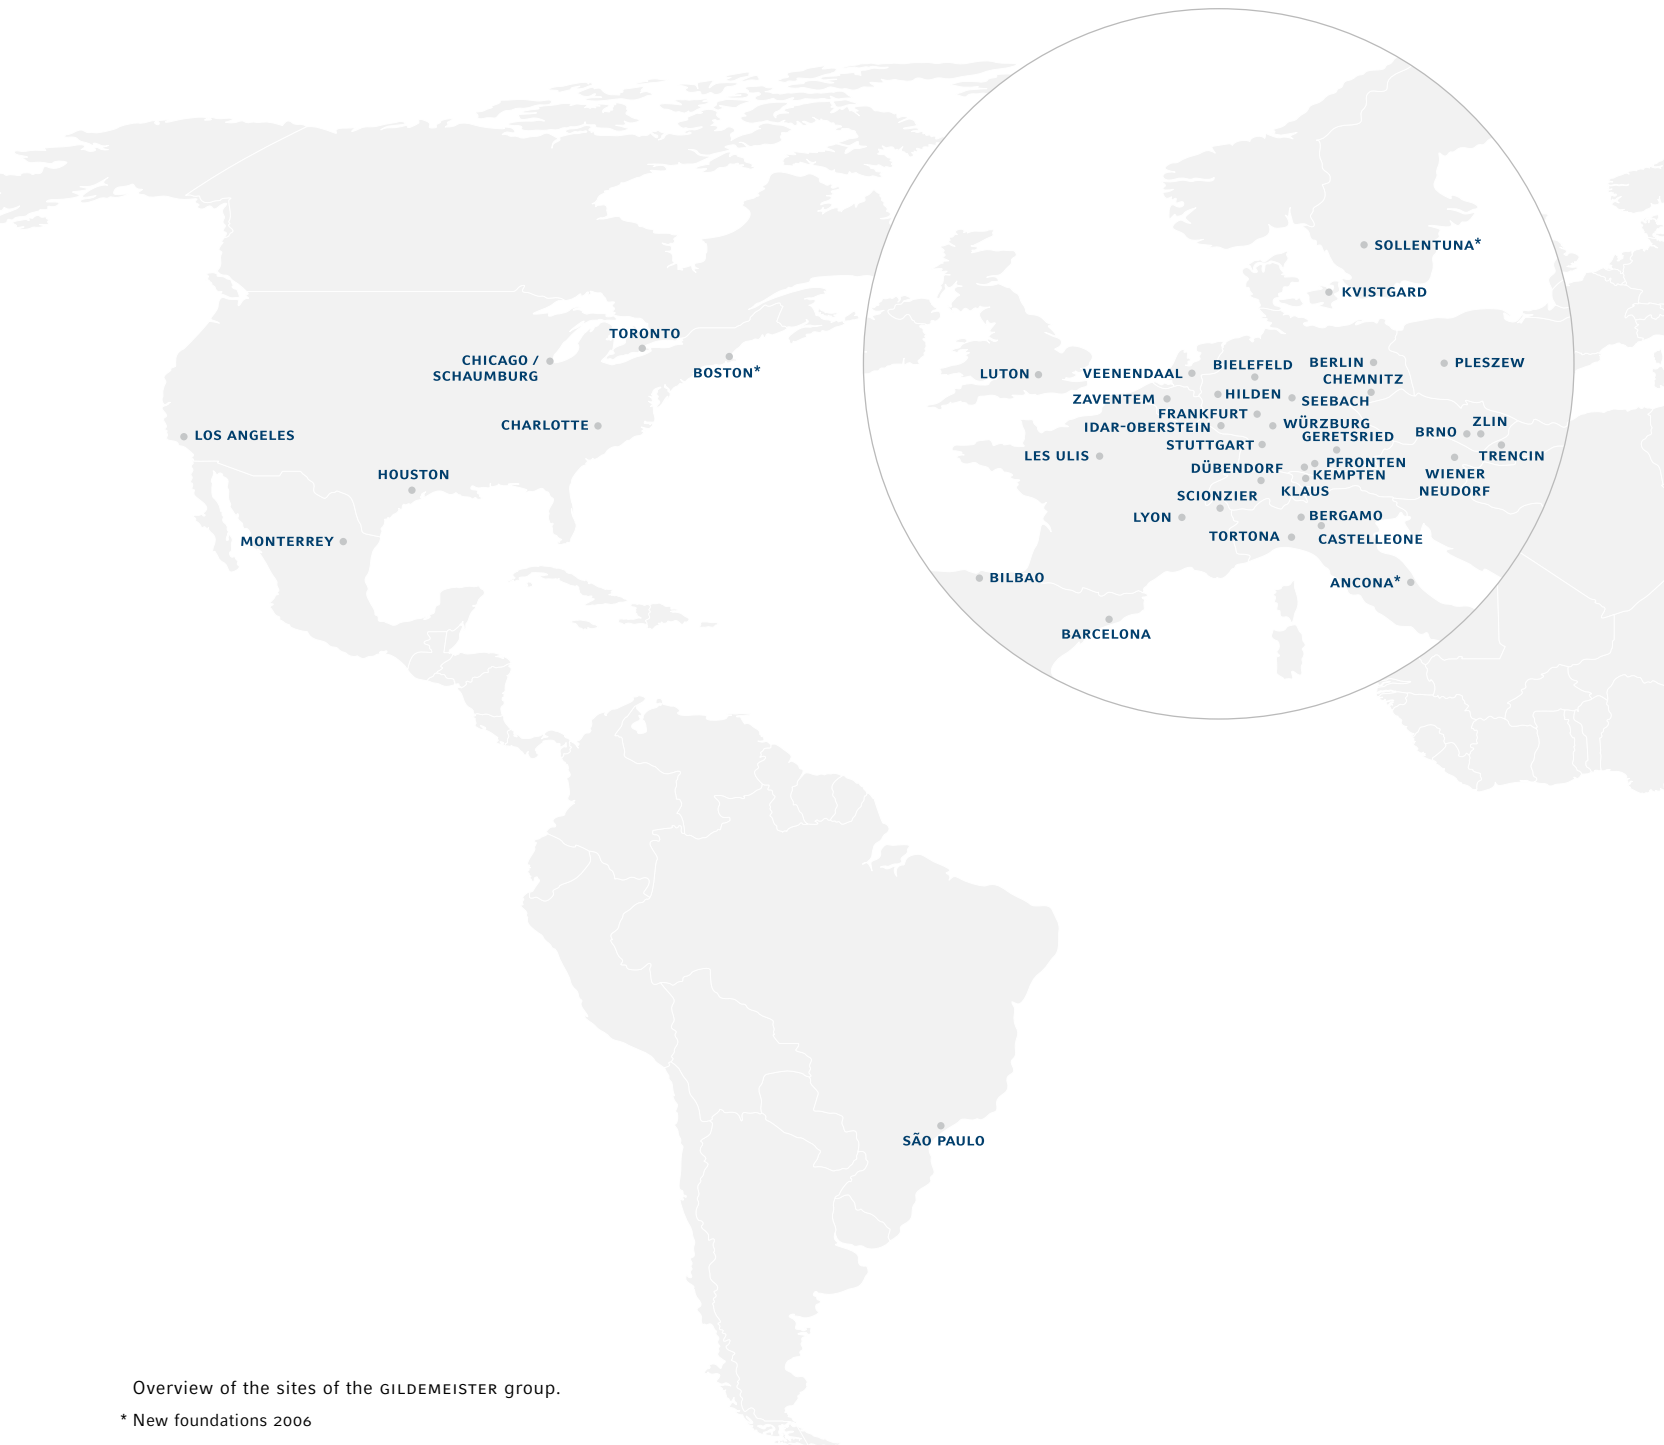 SOLLENTUNA*
KVISTGARD
TORONTO
CHICAGO /
SCHAUMBURG
BOSTON*
LUTON
VEENENDAAL
BIELEFELD
BERLIN
PLESZEW
CHEMNITZ
ZAVENTEM
HILDEN
SEEBACH
FRANKFURT
IDAR-OBERSTEIN
WÜRZBURG
ZLIN
CHARLOTTE
LOS ANGELES
STUTTGART
GERETSRIED
BRNO
LES ULIS
TRENCIN
DÜBENDORF
PFRONTEN
KEMPTEN
WIENER
NEUDORF
HOUSTON
SCIONZIER
KLAUS
LYON
BERGAMO
MONTERREY
TORTONA
CASTELLEONE
BILBAO
ANCONA*
BARCELONA
SÃO PAULO
Overview of the sites of the GILDEMEISTER group.
* New foundations 2006